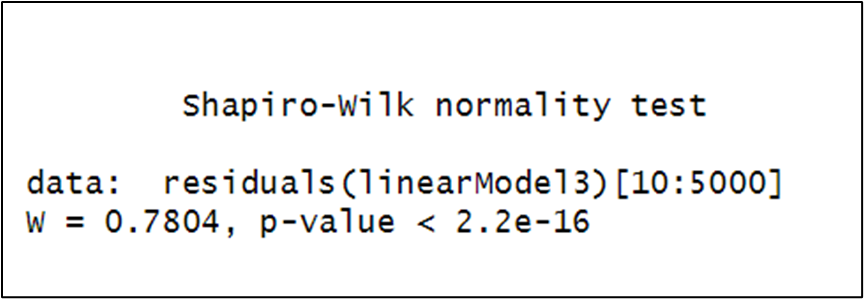 Shapiro-Wilk normality test
data:  residuals(linearModel3)[10:5000]
W = 0.7804, p-value < 2.2e-16